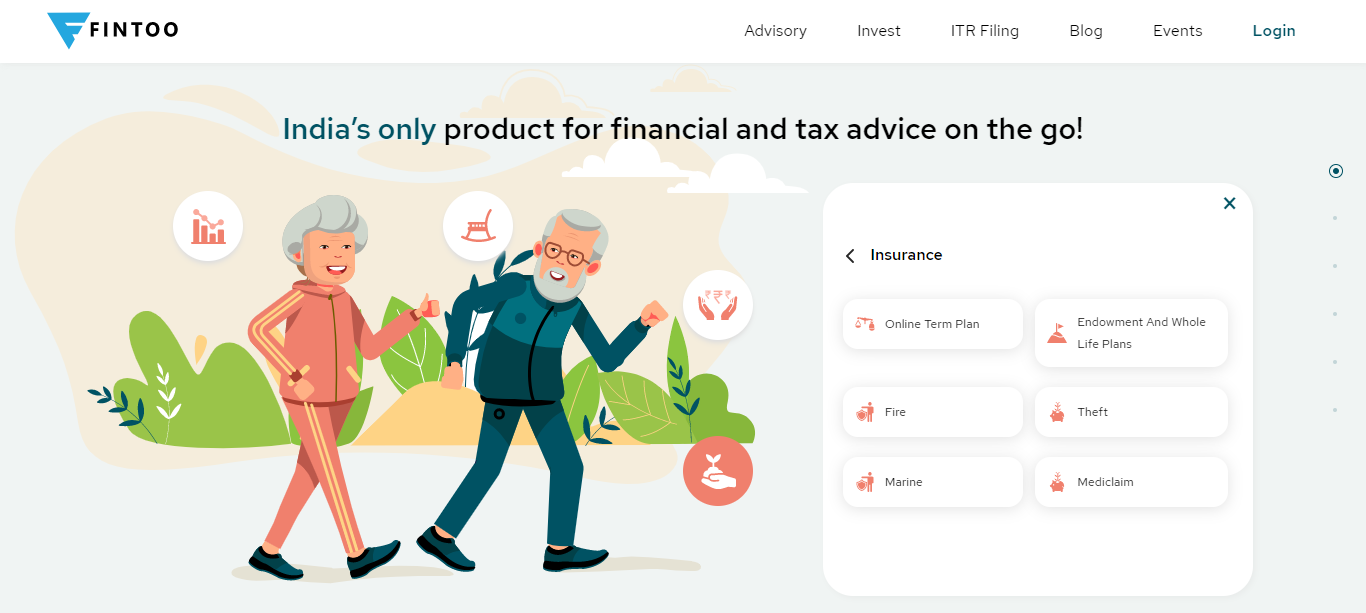 FINTOO
Advisory
Invest
ITR Filing
Blog
Events
Login
India's only product for financial and tax advice on the go!
Insurance
Online Term Plan
Endowment And Whole
Life Plans
Fire
Theft
Marine
Mediclaim